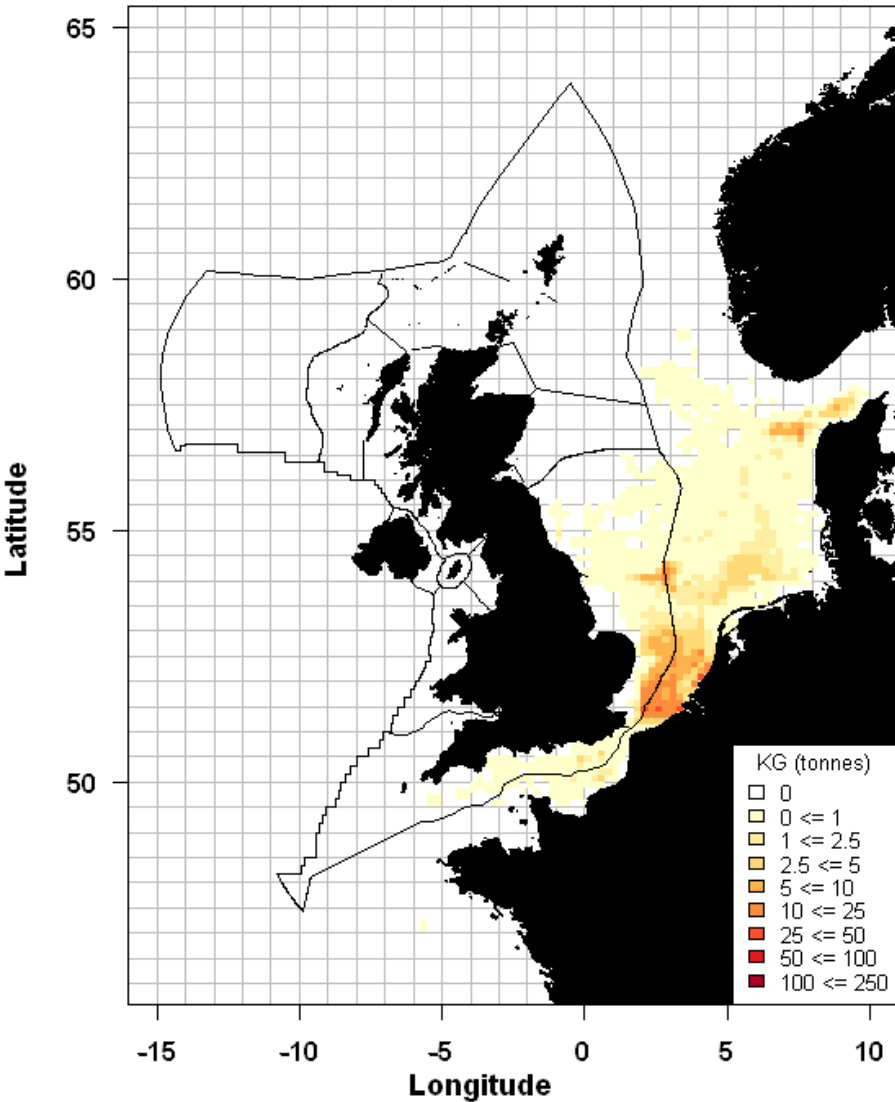 65
60
55
50
Latitude
KG (tonnes)
0
0 <= 1
1 <= 2.5
2.5 <= 5
5 <= 10
10 <= 25
25 <= 50
50 <= 100
100 <= 250
-15 -10 -5 0 5 10
Longitude